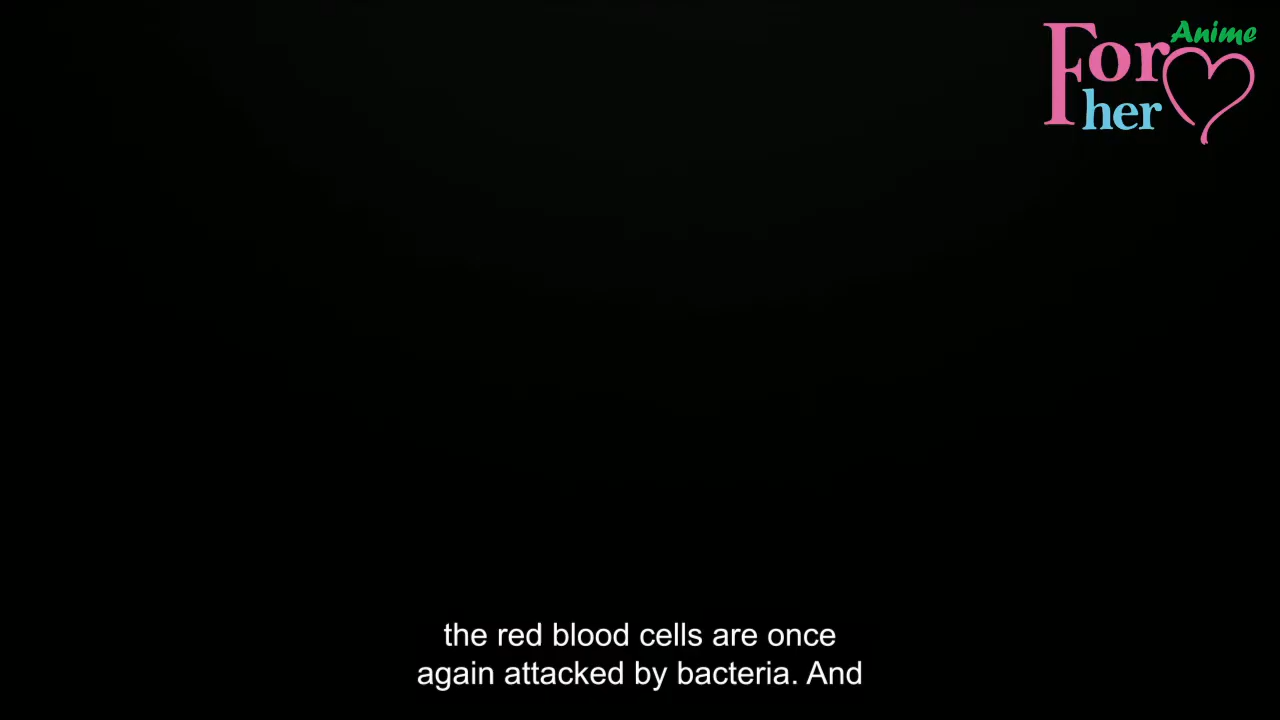 Anime
For
her
the red blood cells are once
again attacked by bacteria. And